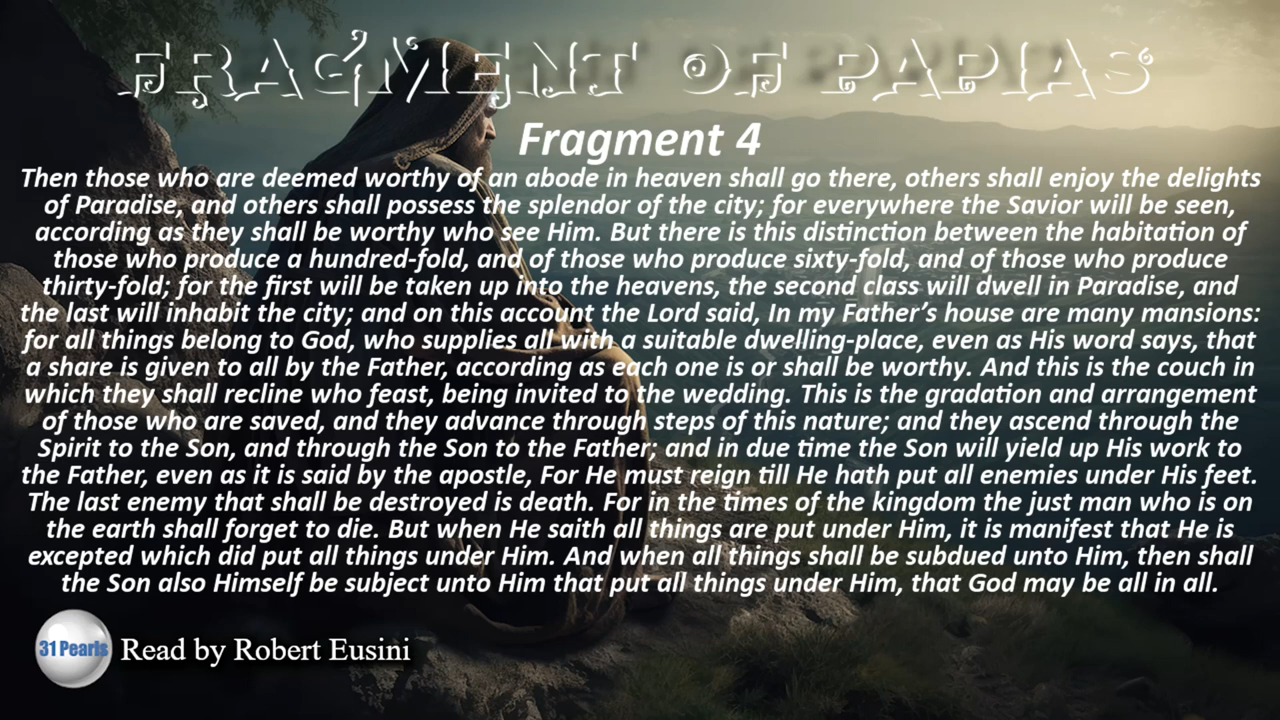 FRAGMENT OF PAPIAS
Fragment 4
Then those who are deemed worthy of an abode in heaven shall go there, others shall enjoy the delights
of Paradise, and others shall possess the splendor of the city; for everywhere the Savior will be seen,
according as they shall be worthy who see Him. But there is this distinction between the habitation of
those who produce a hundred-fold, and of those who produce sixty-fold, and of those who produce
thirty-fold; for the first will be taken up into the heavens, the second class will dwell in Paradise, and
the last will inhabit the city; and on this account the Lord said, In my Father’s house are many mansions:
for all things belong to God, who supplies all with a suitable dwelling-place, even as His word says, that
a share is given to all by the Father, according as each one is or shall be worthy. And this is the couch in
which they shall recline who feast, being invited to the wedding. This is the gradation and arrangement
of those who are saved, and they advance through steps of this nature; and they ascend through the
Spirit to the Son, and through the Son to the Father; and in due time the Son will yield up His work to
the Father, even as it is said by the apostle, For He must reign till He hath put all enemies under His feet.
The last enemy that shall be destroyed is death. For in the times of the kingdom the just man who is on
the earth shall forget to die. But when He saith all things are put under Him, it is manifest that He is
excepted which did put all things under Him. And when all things shall be subdued unto Him, then shall
the Son also Himself be subject unto Him that put all things under Him, that God may be all in all.
31 Pearls
Read by Robert Eusini